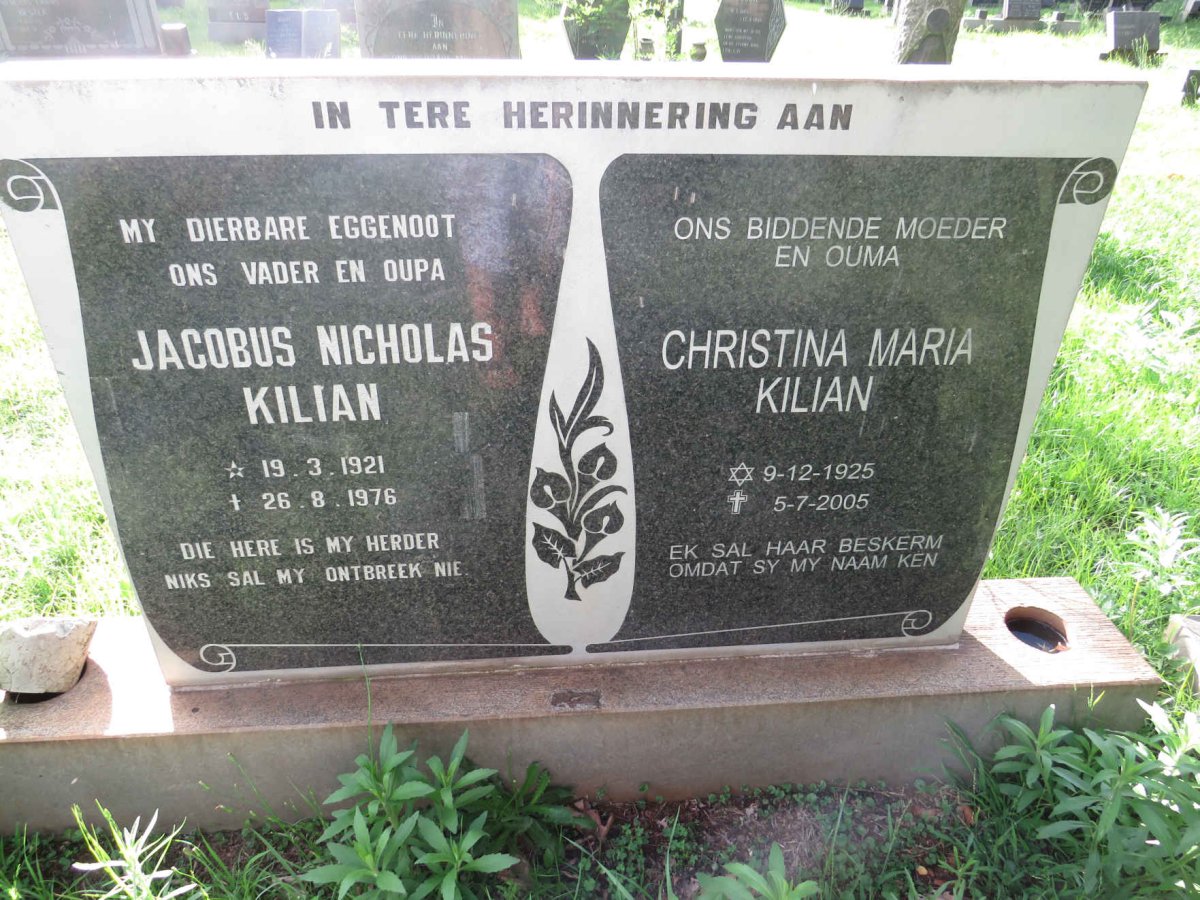 IN TERE HERINNERING AAN
MY DIERBARE EGGENOOT
ONS VADER EN OUPA
JACOBUS NICHOLAS
KILIAN
☆ 19.3.1921
† 26.8.1976
DIE HERE IS MY HERDER
NIKS SAL MY ONTBREEK NIE.
ONS BIDDENDE MOEDER
EN OUMA
CHRISTINA MARIA
KILIAN
✡ 9-12-1925
✝ 5-7-2005
EK SAL HAAR BESKERM
OMDAT SY MY NAAM KEN